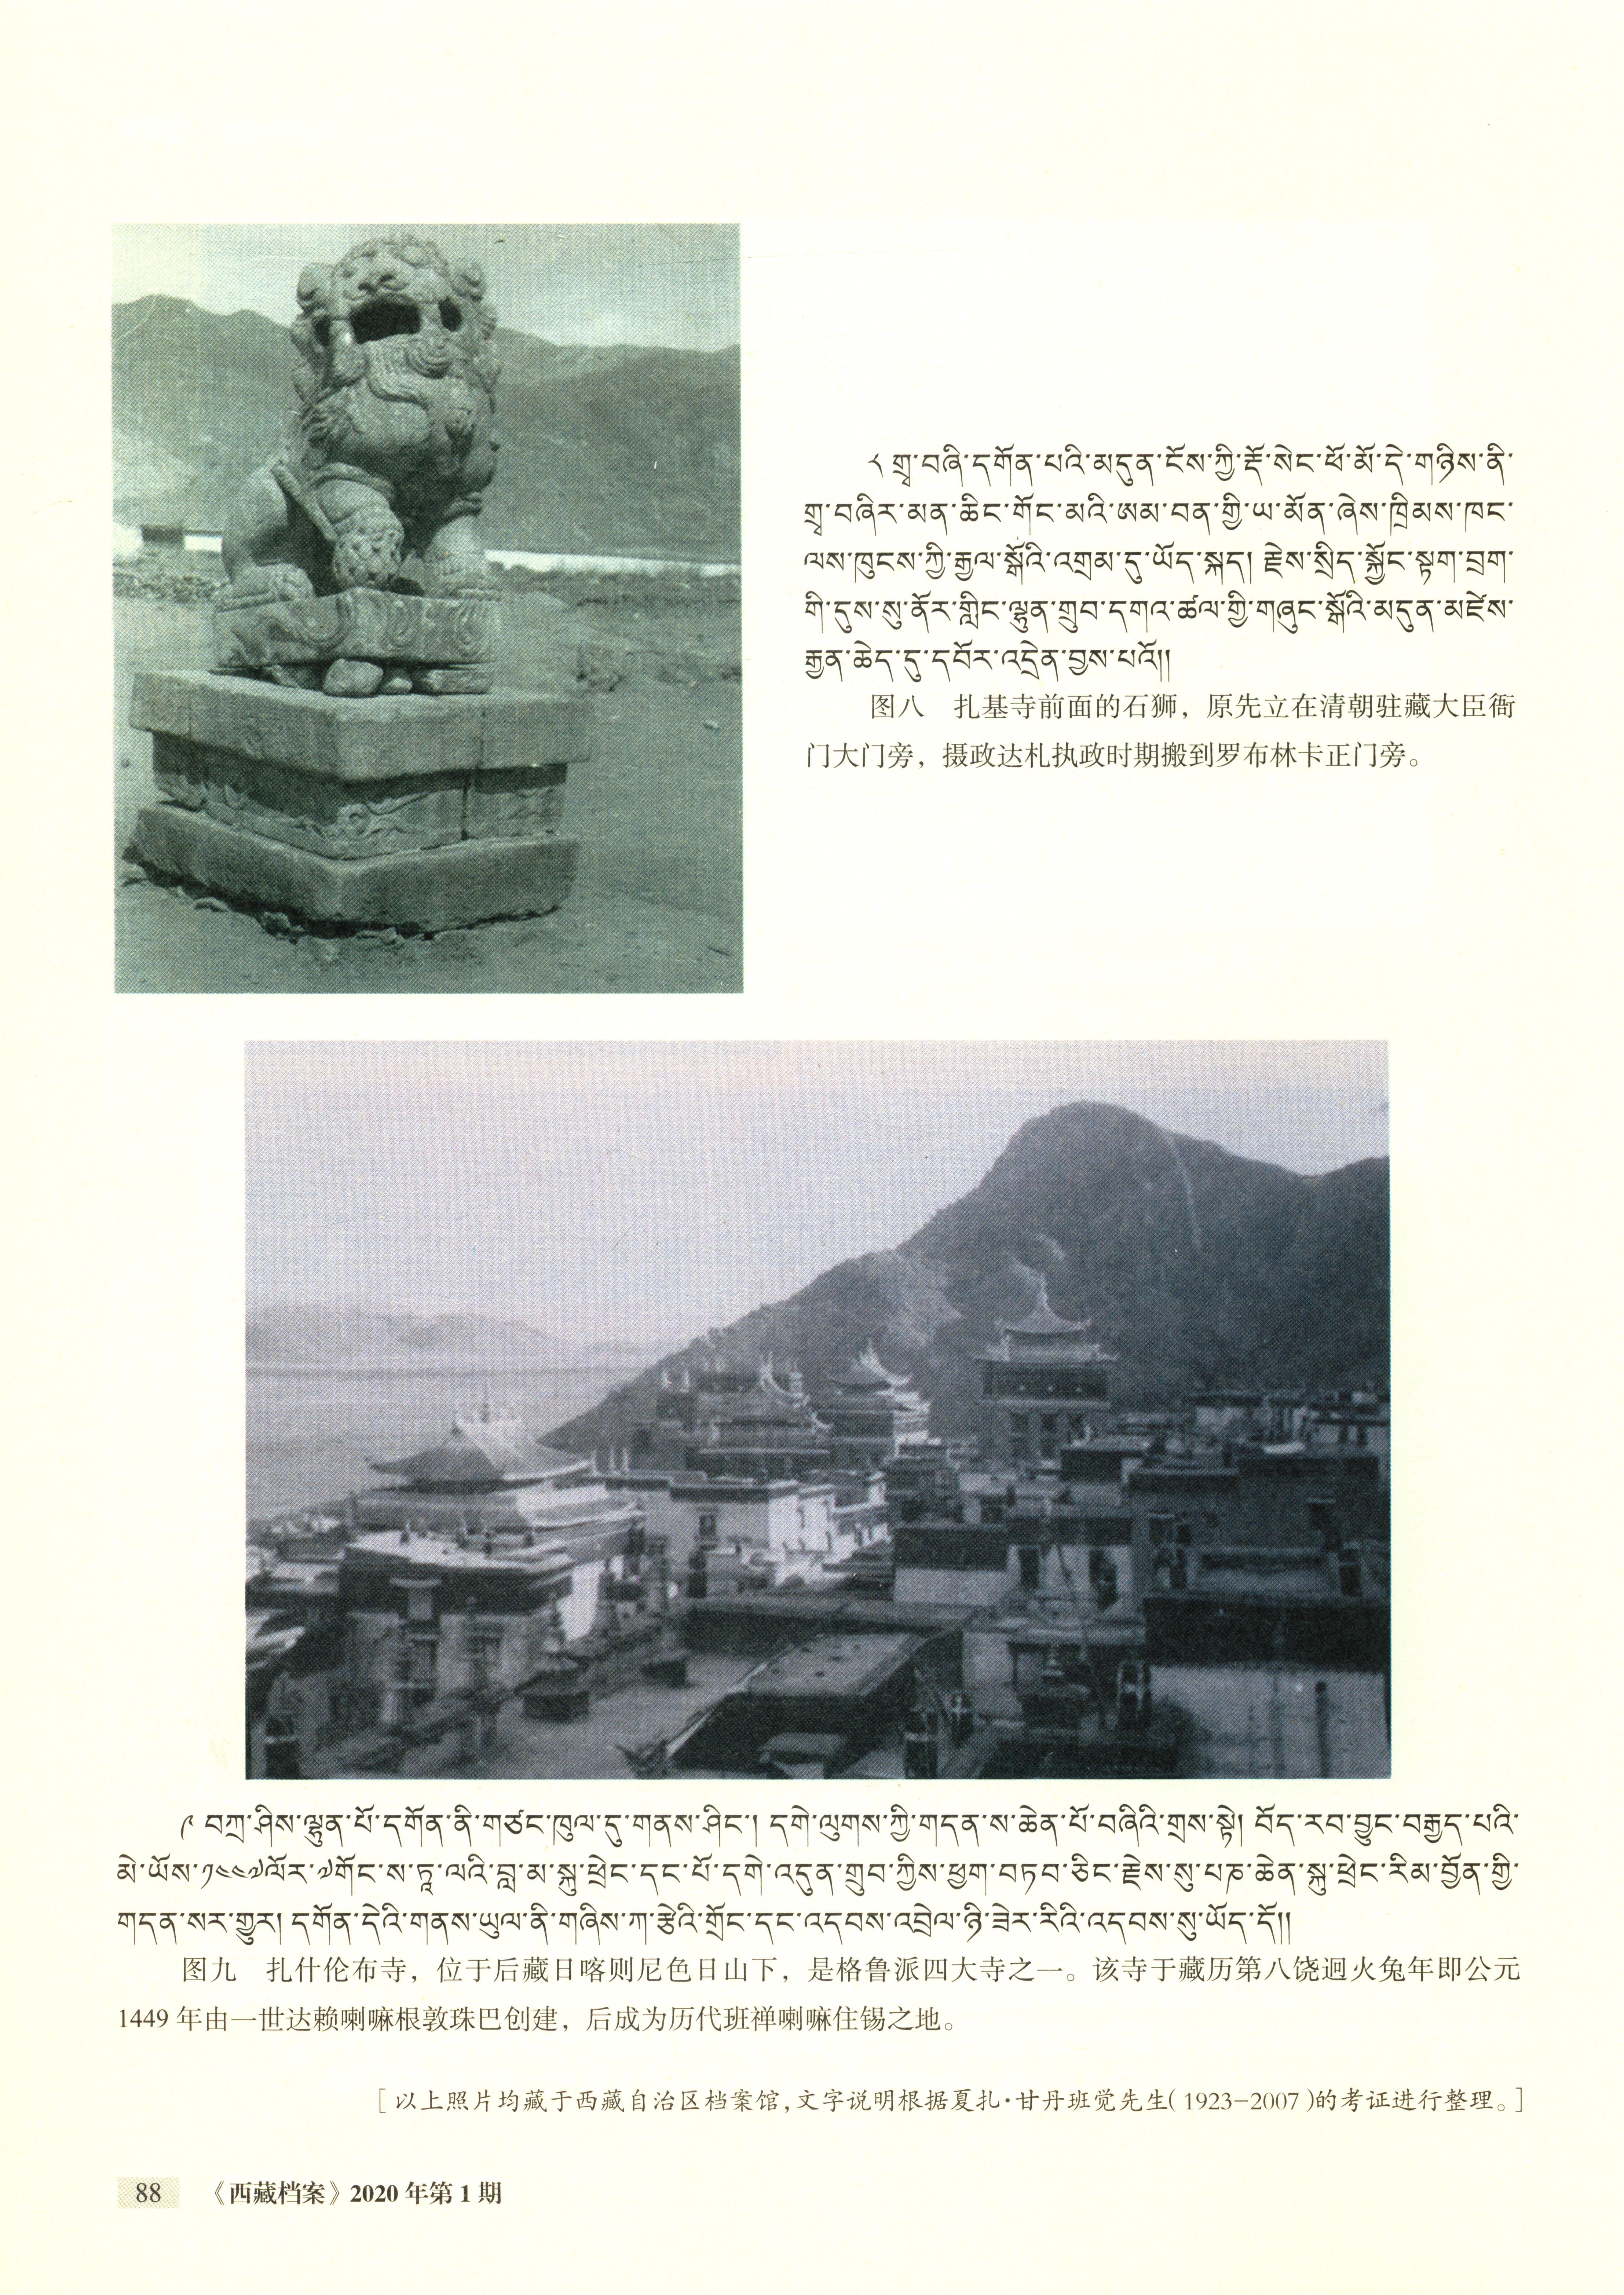 ༨ གྲྭ་བཞི་དགོན་པའི་མདུན་ངོས་ཀྱི་རྡོ་སེང་ཕོ་མོ་དེ་གཉིས་ནི་
གྲྭ་བཞིར་མན་ཆིང་གོང་མའི་ཨམ་བན་གྱི་ཡ་མོན་ཞེས་ཁྲིམས་ཁང་
ལས་ཁུངས་ཀྱི་རྒྱལ་སྒོའི་འགྲམ་དུ་ཡོད་སྐད། རྗེས་སྲིད་སྐྱོང་སྟག་བྲག་
གི་དུས་སུ་ནོར་གླིང་ལྷུན་གྲུབ་དགའ་ཚལ་གྱི་གཞུང་སྒོའི་མདུན་མཛེས་
རྒྱན་ཆེད་དུ་དབོར་འདྲེན་བྱས་པའོ།།
图八　扎基寺前面的石狮，原先立在清朝驻藏大臣衙
门大门旁，摄政达札执政时期搬到罗布林卡正门旁。
༩ བཀྲ་ཤིས་ལྷུན་པོ་དགོན་ནི་གཙང་ཁུལ་དུ་གནས་ཤིང་། དགེ་ལུགས་ཀྱི་གདན་ས་ཆེན་པོ་བཞིའི་གྲས་སྟེ། བོད་རབ་བྱུང་བརྒྱད་པའི་
མེ་ཡོས་༡༤༤༧ལོར་༧གོང་ས་ཏཱ་ལའི་བླ་མ་སྐུ་ཕྲེང་དང་པོ་དགེ་འདུན་གྲུབ་ཀྱིས་ཕྱག་བཏབ་ཅིང་རྗེས་སུ་པཎ་ཆེན་སྐུ་ཕྲེང་རིམ་བྱོན་གྱི་
གདན་སར་གྱུར། དགོན་དེའི་གནས་ཡུལ་ནི་གཞིས་ཀ་རྩེའི་གྲོང་དང་འདབས་འབྲེལ་ཉི་ཟེར་རིའི་འདབས་སུ་ཡོད་དོ།།
图九　扎什伦布寺，位于后藏日喀则尼色日山下，是格鲁派四大寺之一。该寺于藏历第八饶迥火兔年即公元
1449 年由一世达赖喇嘛根敦珠巴创建，后成为历代班禅喇嘛住锡之地。
［以上照片均藏于西藏自治区档案馆,文字说明根据夏扎·甘丹班觉先生(1923-2007)的考证进行整理。］
88　《西藏档案》2020 年第 1 期